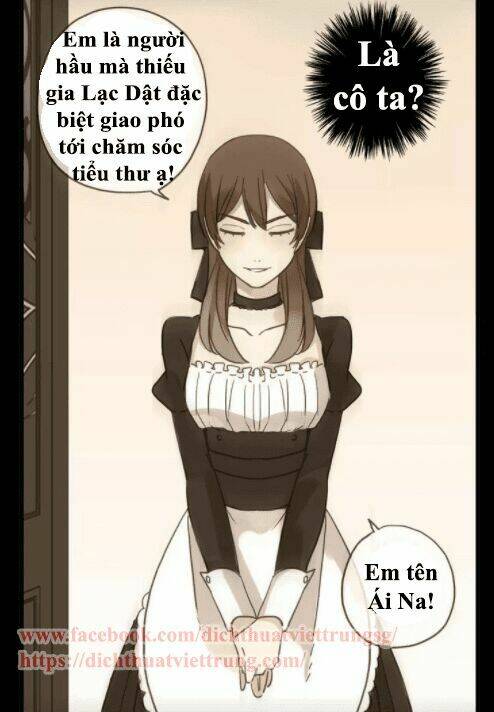 Em là người
hầu mà thiếu
gia Lạc Dật đặc
biệt giao phó
tới chăm sóc
tiểu thư ạ!
Là
cô ta?
Em tên
Ái Na!
www.facebook.com/dichthuatviettrungsg/
https://dichthuatviettrung.com/